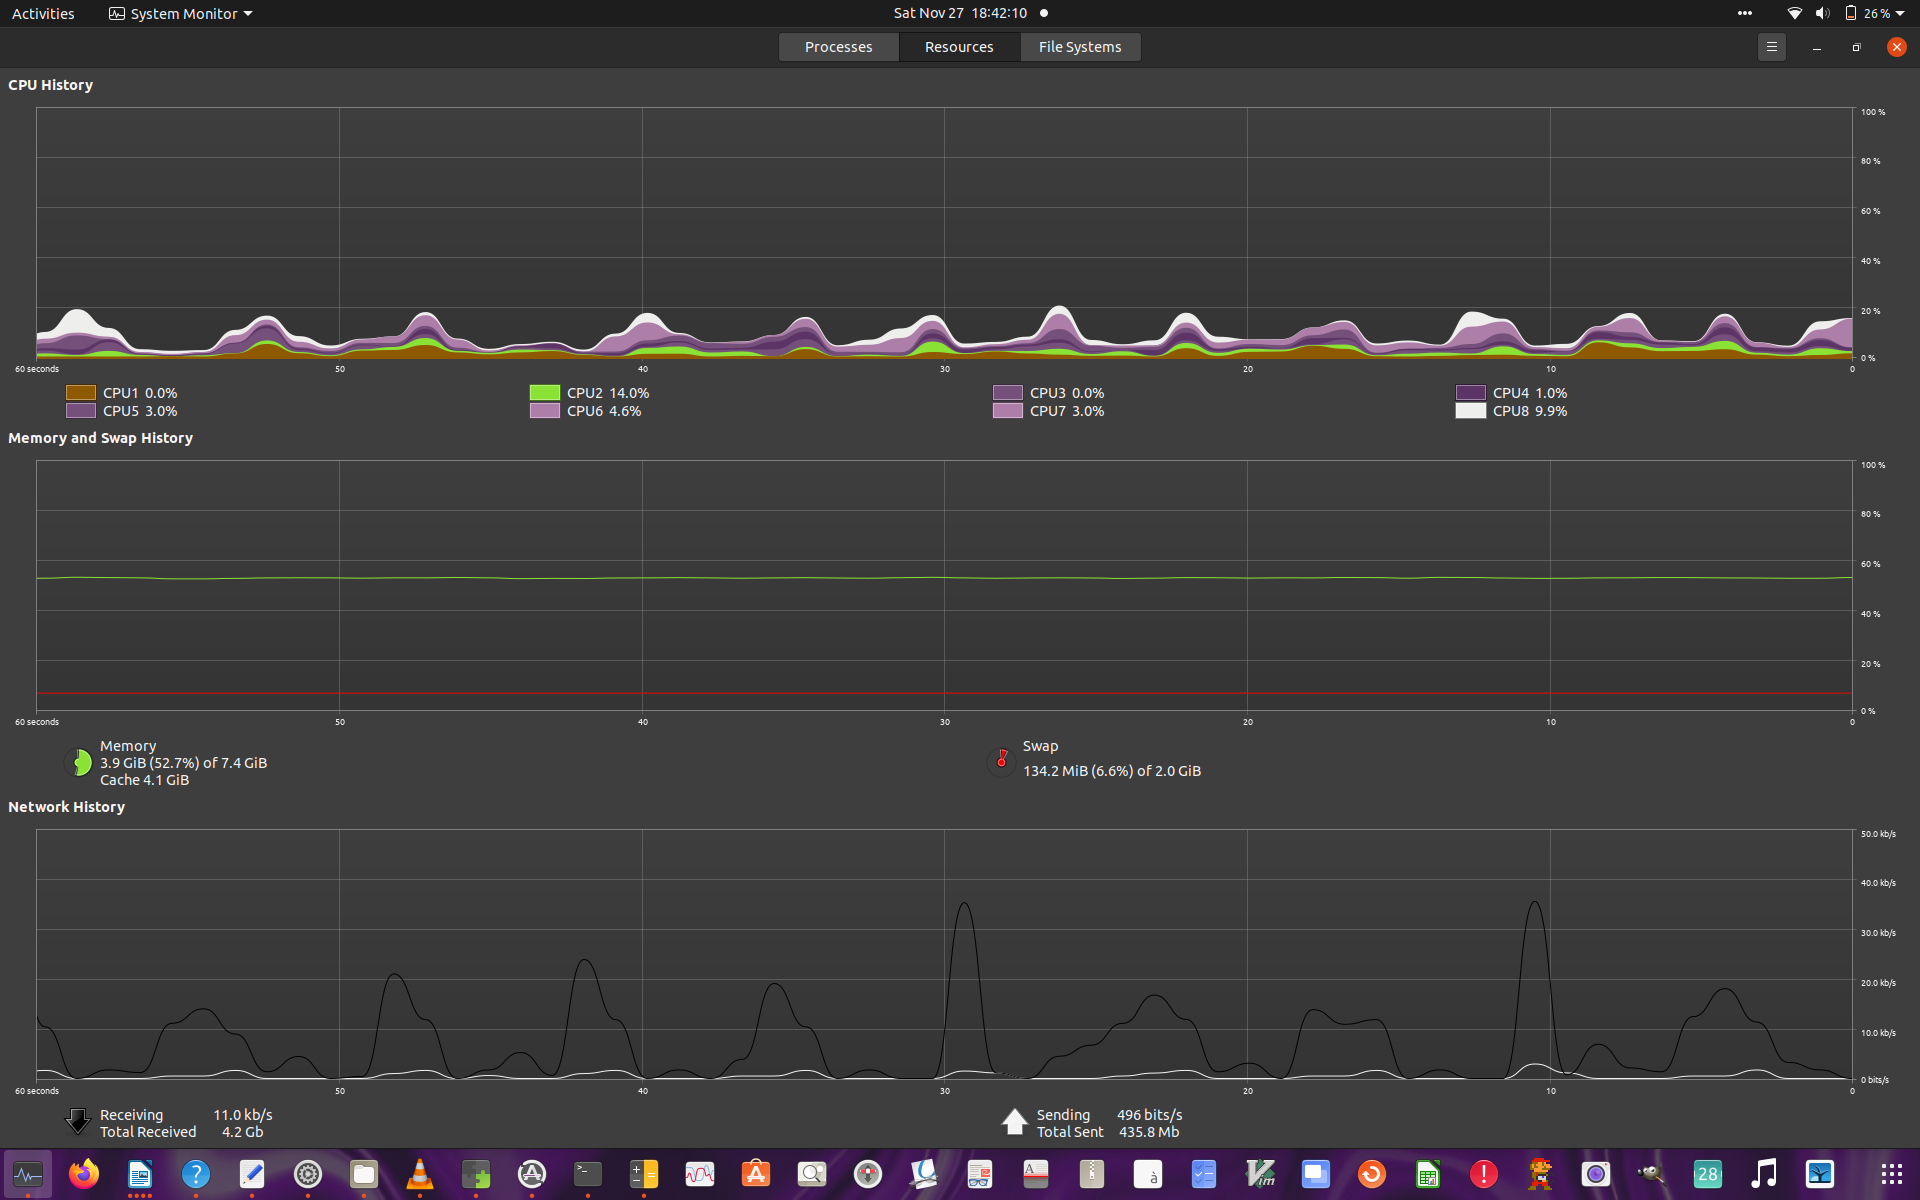 Activities System Monitor Sat Nov 27 18:42:10 26%
Processes Resources File Systems
CPU History
100 %
80 %
60 %
40 %
20 %
0 %
60 seconds 50 40 30 20 10 0
CPU1 0.0% CPU2 14.0% CPU3 0.0% CPU4 1.0%
CPU5 3.0% CPU6 4.6% CPU7 3.0% CPU8 9.9%
Memory and Swap History
100 %
80 %
60 %
40 %
20 %
0 %
60 seconds 50 40 30 20 10 0
Memory
3.9 GiB (52.7%) of 7.4 GiB
Cache 4.1 GiB
Swap
134.2 MiB (6.6%) of 2.0 GiB
Network History
50.0 kb/s
40.0 kb/s
30.0 kb/s
20.0 kb/s
10.0 kb/s
0 bits/s
60 seconds 50 40 30 20 10 0
Receiving 11.0 kb/s
Total Received 4.2 Gb
Sending 496 bits/s
Total Sent 435.8 Mb
? >_ A à Vim ! 28